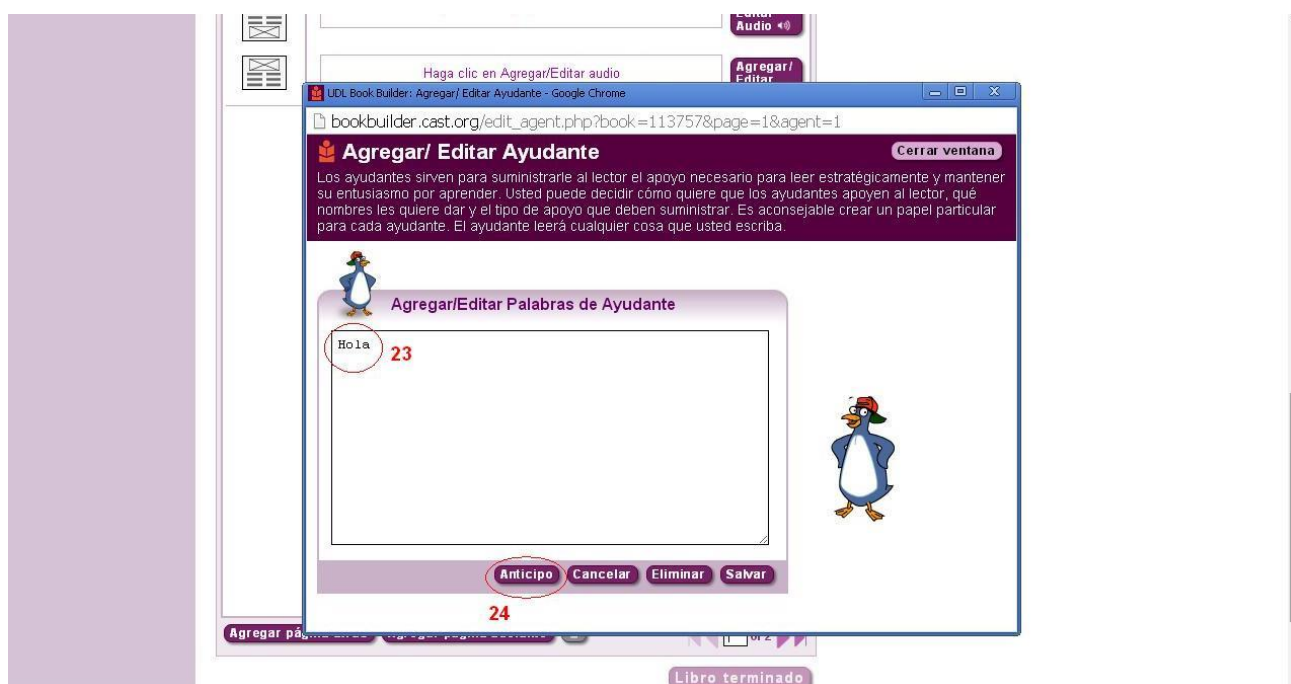 Audio
Haga clic en Agregar/Editar audio
Agregar/
Editar
UDL Book Builder: Agregar/ Editar Ayudante - Google Chrome
bookbuilder.cast.org/edit_agent.php?book=113757&page=1&agent=1
Agregar/ Editar Ayudante
Cerrar ventana
Los ayudantes sirven para suministrarle al lector el apoyo necesario para leer estratégicamente y mantener
su entusiasmo por aprender. Usted puede decidir cómo quiere que los ayudantes apoyen al lector, qué
nombres les quiere dar y el tipo de apoyo que deben suministrar. Es aconsejable crear un papel particular
para cada ayudante. El ayudante leerá cualquier cosa que usted escriba.
Agregar/Editar Palabras de Ayudante
Hola
23
Anticipo Cancelar Eliminar Salvar
24
Agregar
of 2
Libro terminado